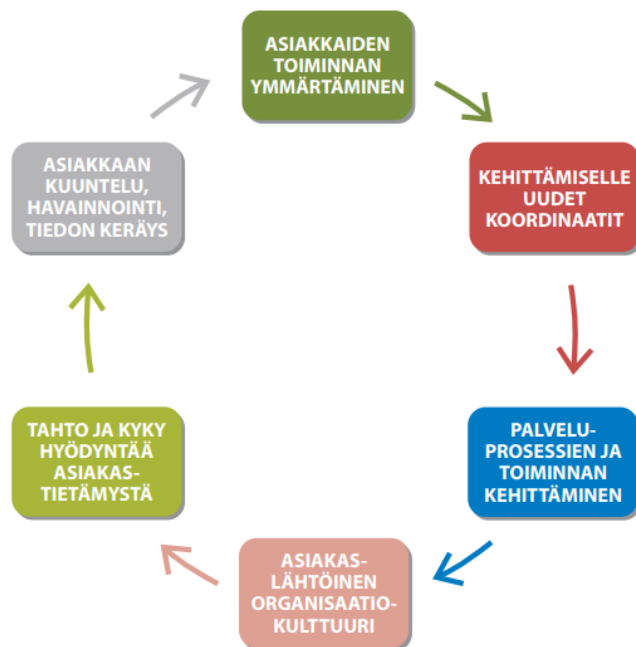 ASIAKKAIDEN
TOIMINNAN
YMMÄRTÄMINEN
KEHITTÄMISELLE
UUDET
KOORDINAATIT
PALVELU-
PROSESSIEN JA
TOIMINNAN
KEHITTÄMINEN
ASIAKAS-
LÄHTÖINEN
ORGANISAATIO-
KULTTUURI
TAHTO JA KYKY
HYÖDYNTÄÄ
ASIAKAS-
TIETÄMYSTÄ
ASIAKKAAN
KUUNTELU,
HAVAINNOINTI,
TIEDON KERÄYS